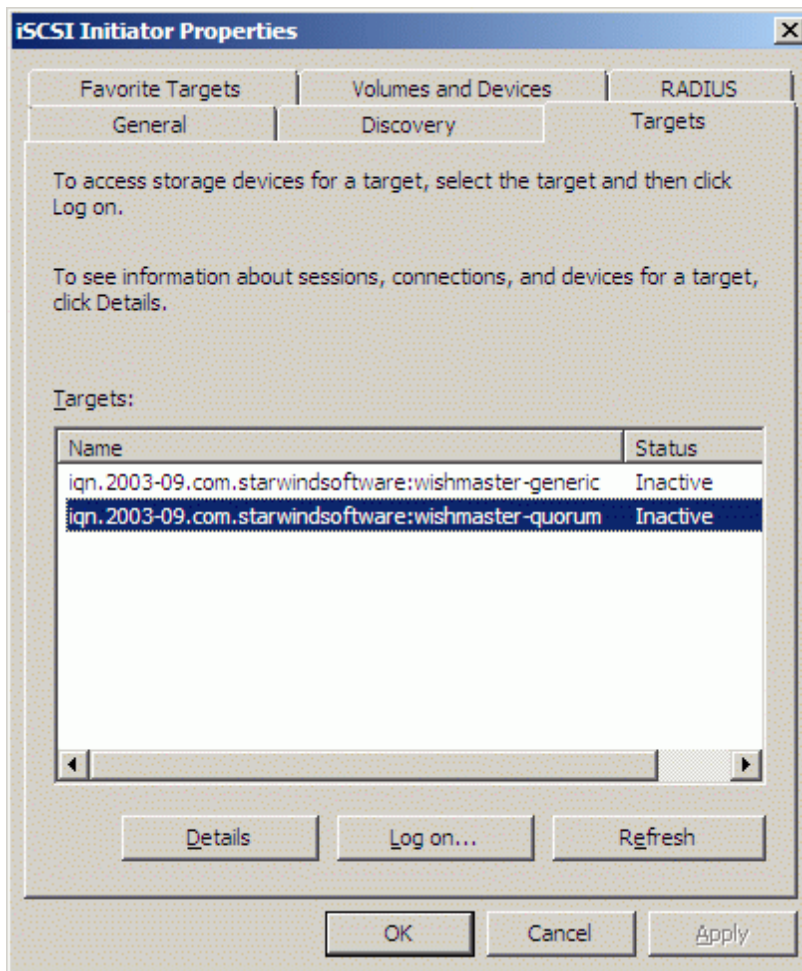 iSCSI Initiator Properties
Favorite Targets Volumes and Devices RADIUS
General Discovery Targets
To access storage devices for a target, select the target and then click
Log on.
To see information about sessions, connections, and devices for a target,
click Details.
Targets:
Name Status
iqn.2003-09.com.starwindsoftware:wishmaster-generic Inactive
iqn.2003-09.com.starwindsoftware:wishmaster-quorum Inactive
Details Log on... Refresh
OK Cancel Apply